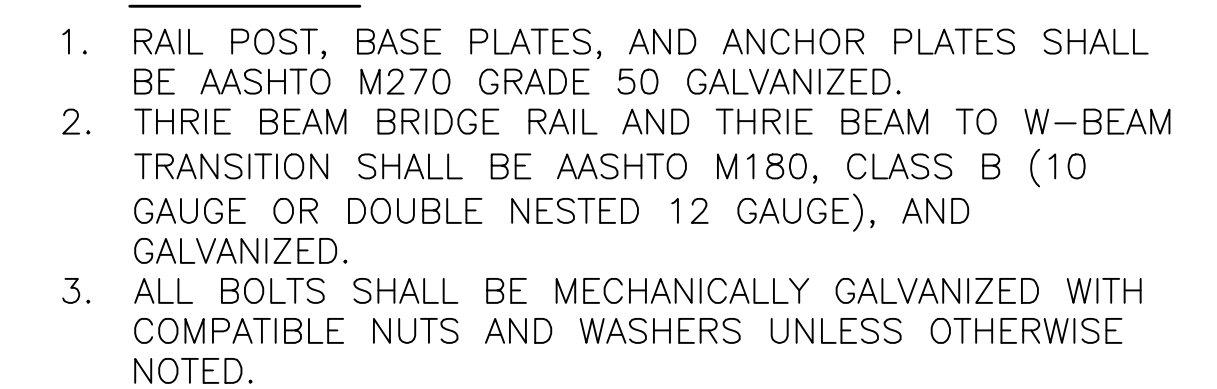 1. RAIL POST, BASE PLATES, AND ANCHOR PLATES SHALL
BE AASHTO M270 GRADE 50 GALVANIZED.
2. THRIE BEAM BRIDGE RAIL AND THRIE BEAM TO W-BEAM
TRANSITION SHALL BE AASHTO M180, CLASS B (10
GAUGE OR DOUBLE NESTED 12 GAUGE), AND
GALVANIZED.
3. ALL BOLTS SHALL BE MECHANICALLY GALVANIZED WITH
COMPATIBLE NUTS AND WASHERS UNLESS OTHERWISE
NOTED.